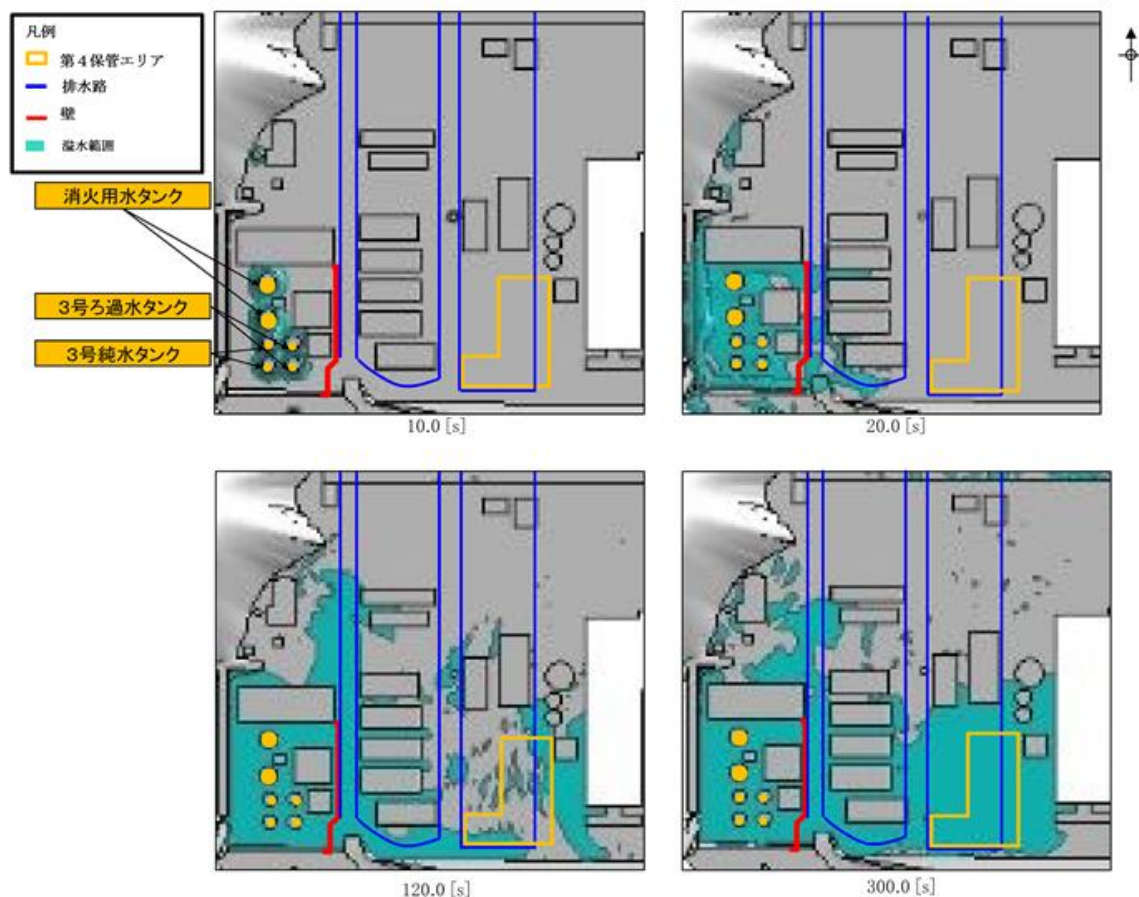 凡例
第4保管エリア
排水路
壁
溢水範囲
消火用水タンク
3号ろ過水タンク
3号純水タンク
10.0 [s]
20.0 [s]
120.0 [s]
300.0 [s]